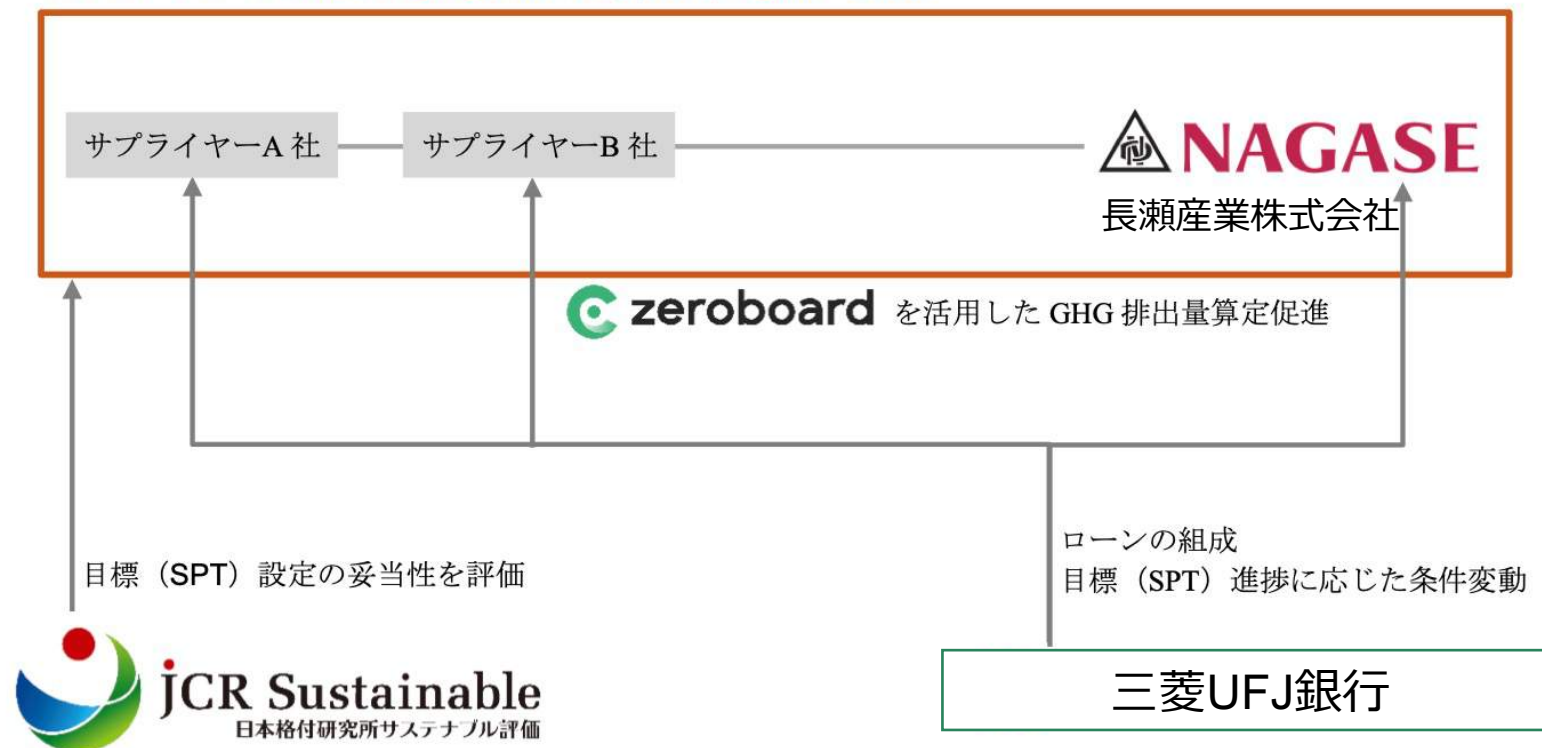 サプライヤーA 社
サプライヤーB 社
NAGASE
長瀬産業株式会社
zeroboard を活用した GHG 排出量算定促進
目標（SPT）設定の妥当性を評価
ローンの組成
目標（SPT）進捗に応じた条件変動
jCR Sustainable
日本格付研究所サステナブル評価
三菱UFJ銀行